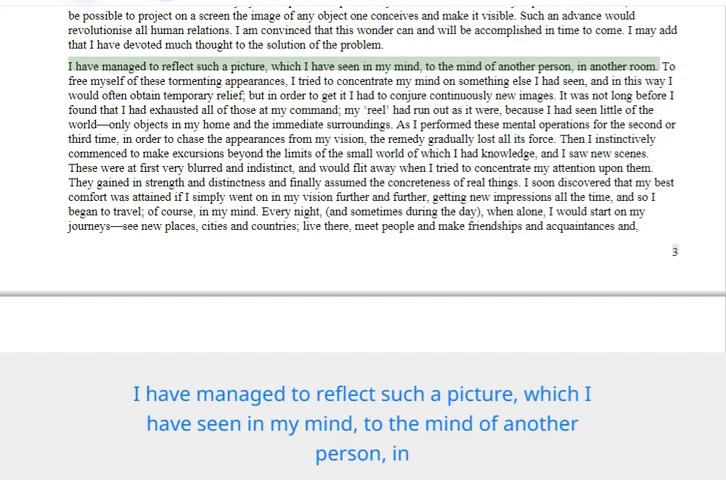 be possible to project on a screen the image of any object one conceives and make it visible. Such an advance would
revolutionise all human relations. I am convinced that this wonder can and will be accomplished in time to come. I may add
that I have devoted much thought to the solution of the problem.
I have managed to reflect such a picture, which I have seen in my mind, to the mind of another person, in another room. To
free myself of these tormenting appearances, I tried to concentrate my mind on something else I had seen, and in this way I
would often obtain temporary relief; but in order to get it I had to conjure continuously new images. It was not long before I
found that I had exhausted all of those at my command; my ‘reel’ had run out as it were, because I had seen little of the
world—only objects in my home and the immediate surroundings. As I performed these mental operations for the second or
third time, in order to chase the appearances from my vision, the remedy gradually lost all its force. Then I instinctively
commenced to make excursions beyond the limits of the small world of which I had knowledge, and I saw new scenes.
These were at first very blurred and indistinct, and would flit away when I tried to concentrate my attention upon them.
They gained in strength and distinctness and finally assumed the concreteness of real things. I soon discovered that my best
comfort was attained if I simply went on in my vision further and further, getting new impressions all the time, and so I
began to travel; of course, in my mind. Every night, (and sometimes during the day), when alone, I would start on my
journeys—see new places, cities and countries; live there, meet people and make friendships and acquaintances and,
3
I have managed to reflect such a picture, which I
have seen in my mind, to the mind of another
person, in